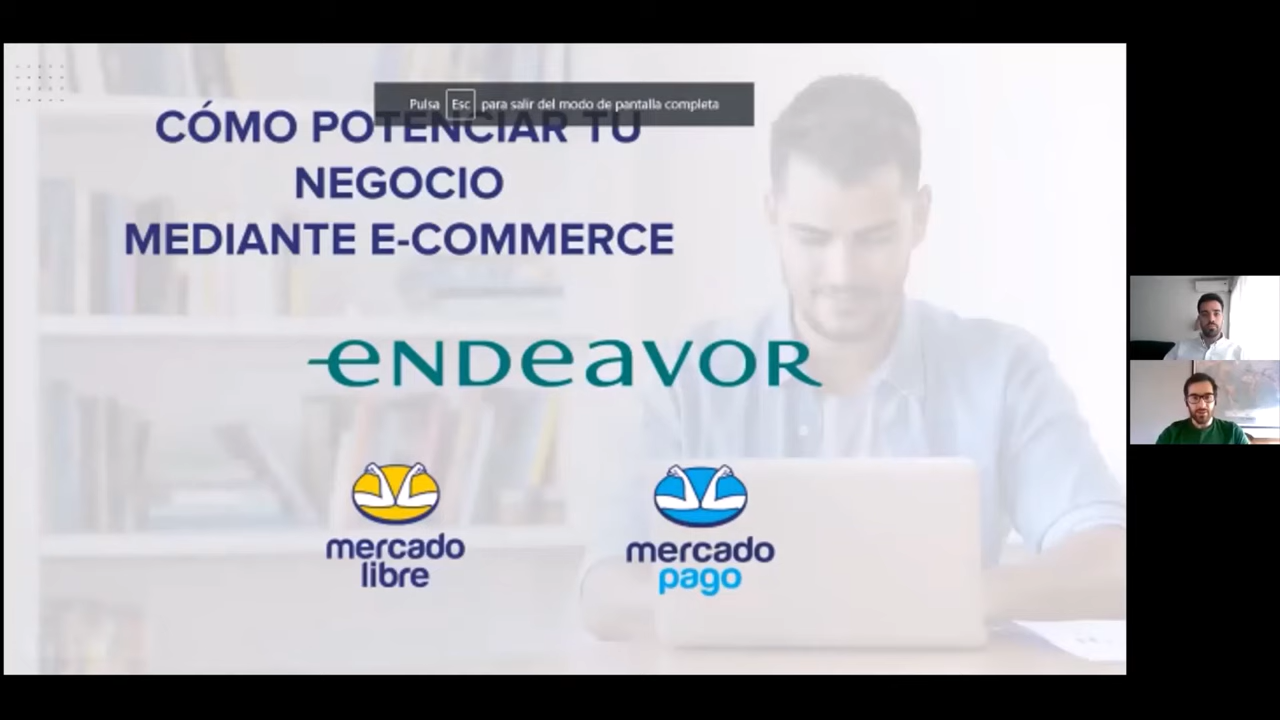 Pulsa Esc para salir del modo de pantalla completa
CÓMO POTENCIAR TU
NEGOCIO
MEDIANTE E-COMMERCE
ENDEAVOR
mercado
libre
mercado
pago